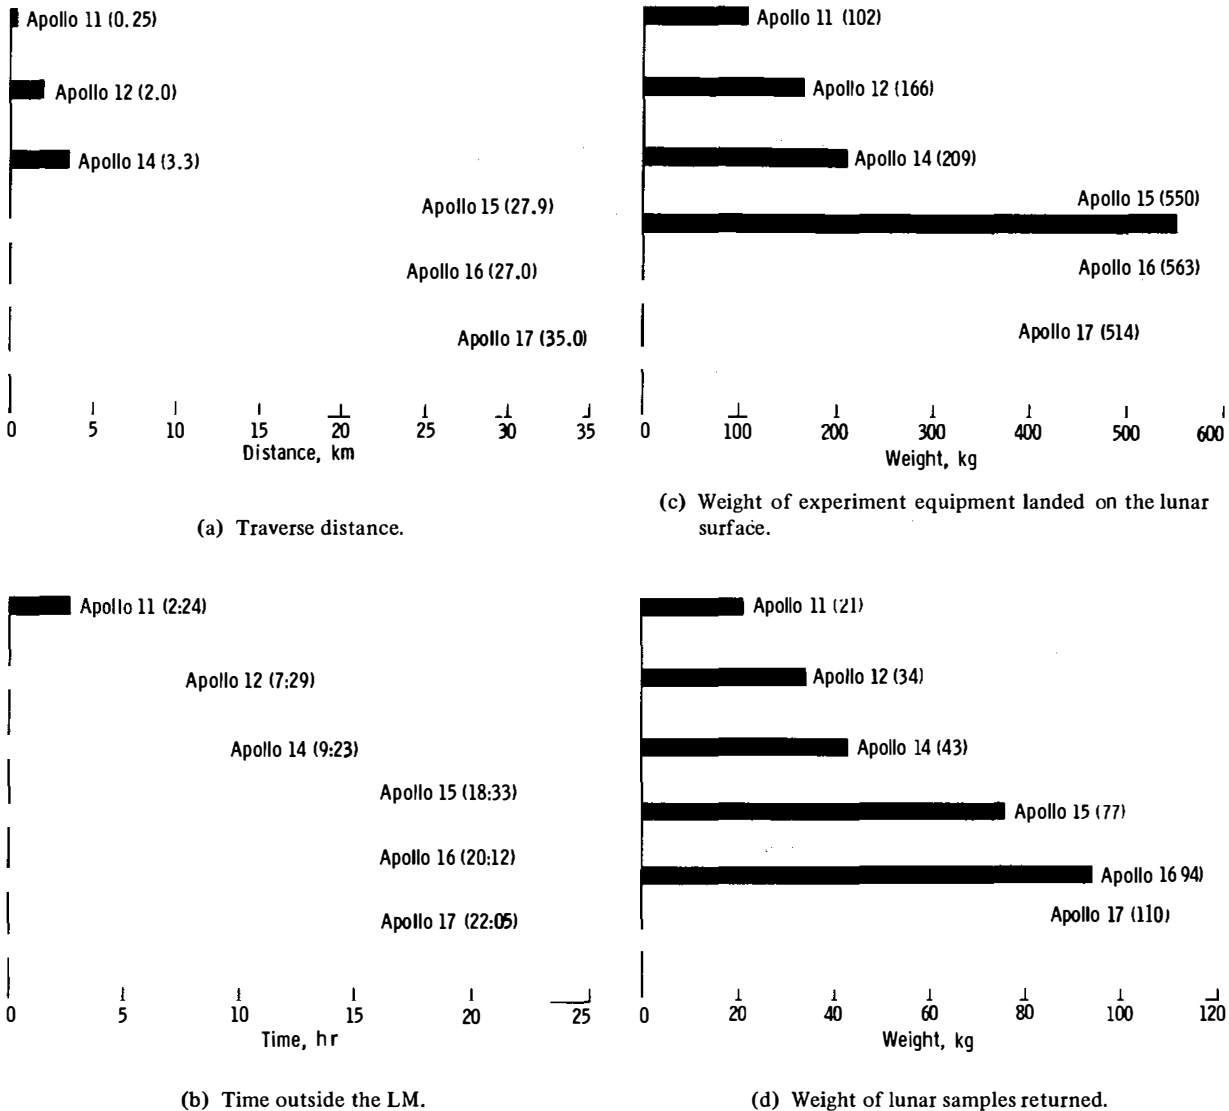 Apollo 11 (0.25)
Apollo 12 (2.0)
Apollo 14 (3.3)
Apollo 15 (27.9)
Apollo 16 (27.0)
Apollo 17 (35.0)
0 5 10 15 20 25 30 35
Distance, km
(a) Traverse distance.
Apollo 11 (102)
Apollo 12 (166)
Apollo 14 (209)
Apollo 15 (550)
Apollo 16 (563)
Apollo 17 (514)
0 100 200 300 400 500 600
Weight, kg
(c) Weight of experiment equipment landed on the lunar
surface.
Apollo 11 (2:24)
Apollo 12 (7:29)
Apollo 14 (9:23)
Apollo 15 (18:33)
Apollo 16 (20:12)
Apollo 17 (22:05)
0 5 10 15 20 25
Time, hr
(b) Time outside the LM.
Apollo 11 (21)
Apollo 12 (34)
Apollo 14 (43)
Apollo 15 (77)
Apollo 16 94)
Apollo 17 (110)
0 20 40 60 80 100 120
Weight, kg
(d) Weight of lunar samples returned.